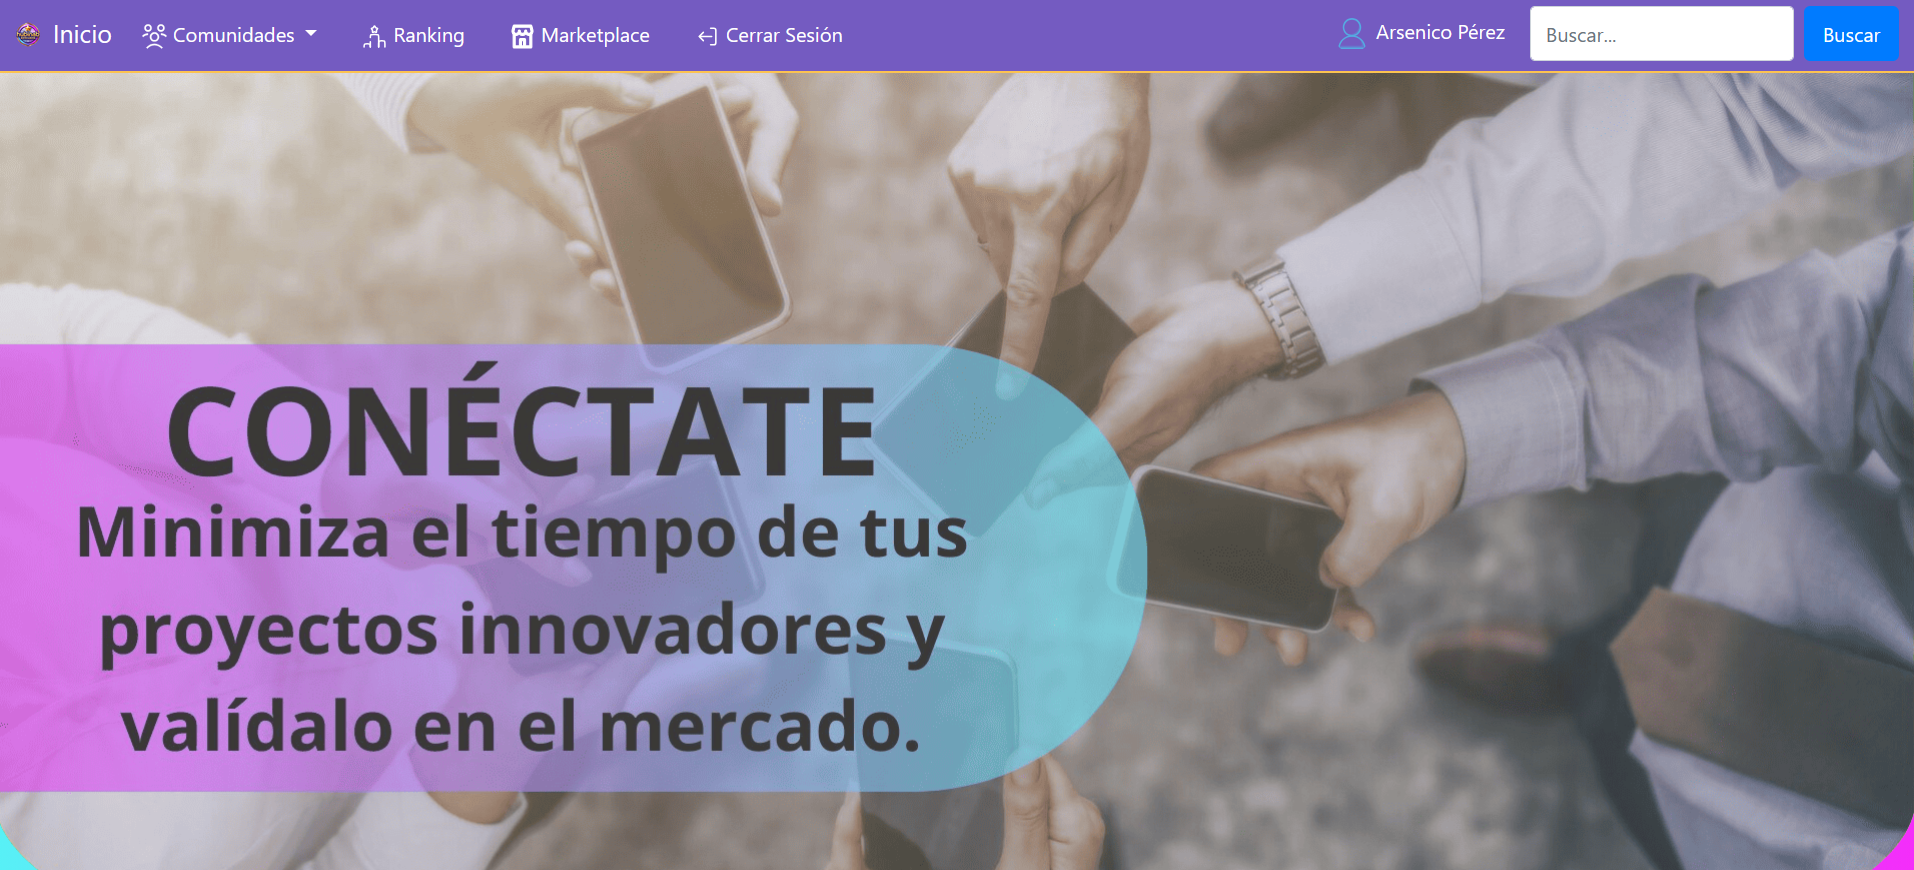 Inicio
Comunidades
Ranking
Marketplace
Cerrar Sesión
Arsenico Pérez
Buscar...
Buscar
CONÉCTATE
Minimiza el tiempo de tus
proyectos innovadores y
valídalo en el mercado.